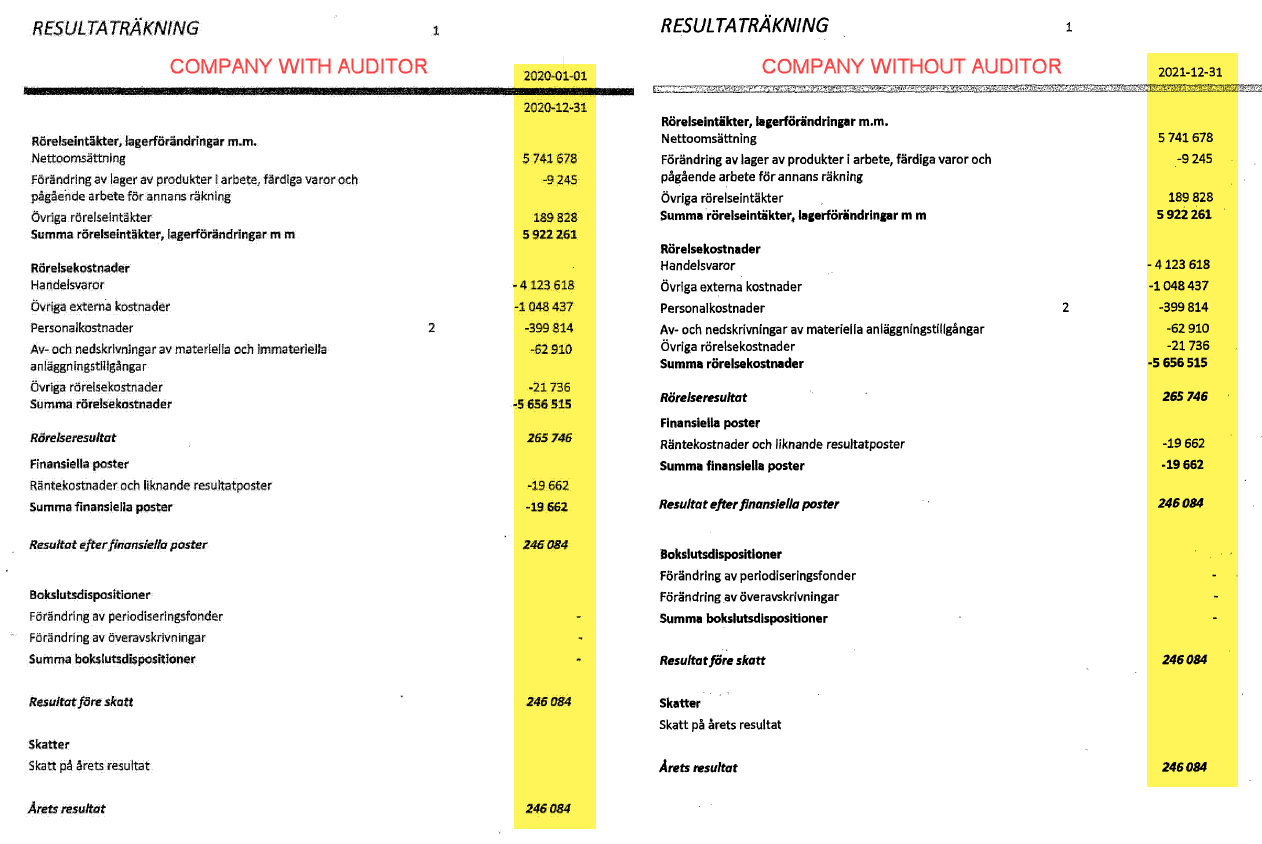 RESULTATRÄKNING 1
COMPANY WITH AUDITOR
2020-01-01
2020-12-31
Rörelseintäkter, lagerförändringar m.m.
Nettoomsättning 5 741 678
Förändring av lager av produkter i arbete, färdiga varor och -9 245
pågående arbete för annans räkning
Övriga rörelseintäkter 189 828
Summa rörelseintäkter, lagerförändringar m m 5 922 261
Rörelsekostnader
Handelsvaror - 4 123 618
Övriga externa kostnader -1 048 437
Personalkostnader 2 -399 814
Av- och nedskrivningar av materiella och immateriella -62 910
anläggningstillgångar
Övriga rörelsekostnader -21 736
Summa rörelsekostnader -5 656 515
Rörelseresultat 265 746
Finansiella poster
Räntekostnader och liknande resultatposter -19 662
Summa finansiella poster -19 662
Resultat efter finansiella poster 246 084
Bokslutsdispositioner
Förändring av periodiseringsfonder -
Förändring av överavskrivningar -
Summa bokslutsdispositioner -
Resultat före skatt 246 084
Skatter
Skatt på årets resultat
Årets resultat 246 084
RESULTATRÄKNING 1
COMPANY WITHOUT AUDITOR
2021-12-31
Rörelseintäkter, lagerförändringar m.m.
Nettoomsättning 5 741 678
Förändring av lager av produkter i arbete, färdiga varor och -9 245
pågående arbete för annans räkning
Övriga rörelseintäkter 189 828
Summa rörelseintäkter, lagerförändringar m m 5 922 261
Rörelsekostnader
Handelsvaror - 4 123 618
Övriga externa kostnader -1 048 437
Personalkostnader 2 -399 814
Av- och nedskrivningar av materiella anläggningstillgångar -62 910
Övriga rörelsekostnader -21 736
Summa rörelsekostnader -5 656 515
Rörelseresultat 265 746
Finansiella poster
Räntekostnader och liknande resultatposter -19 662
Summa finansiella poster -19 662
Resultat efter finansiella poster 246 084
Bokslutsdispositioner
Förändring av periodiseringsfonder -
Förändring av överavskrivningar -
Summa bokslutsdispositioner -
Resultat före skatt 246 084
Skatter
Skatt på årets resultat
Årets resultat 246 084